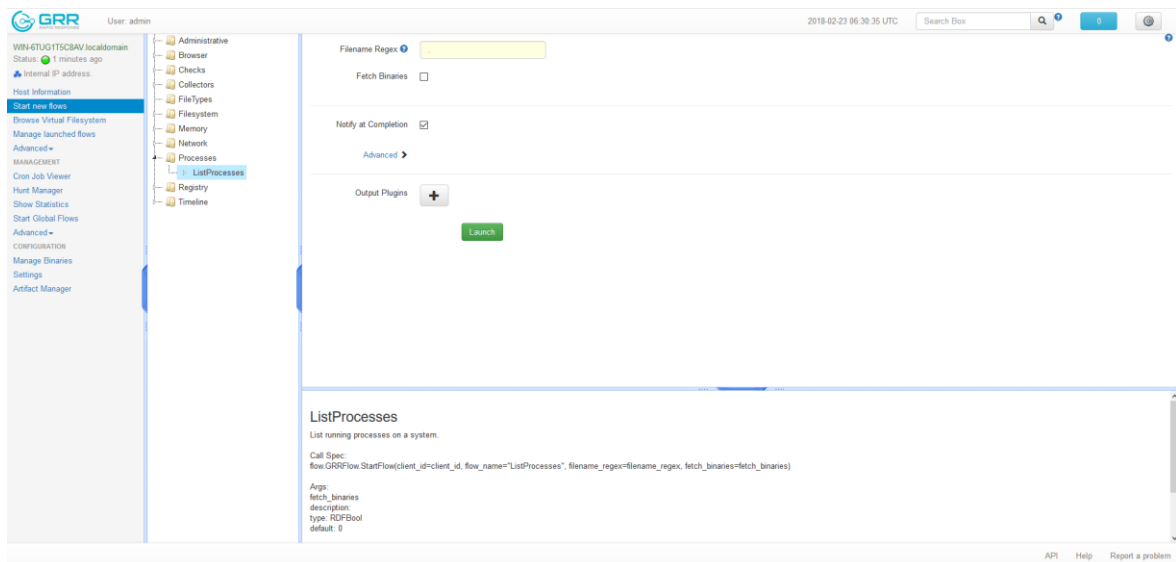 GRR
RAPID RESPONSE
User: admin
2018-02-23 06:30:35 UTC
Search Box
0
WIN-6TUG1T5C8AV.localdomain
Status: 1 minutes ago
Internal IP address.
Host Information
Start new flows
Browse Virtual Filesystem
Manage launched flows
Advanced
MANAGEMENT
Cron Job Viewer
Hunt Manager
Show Statistics
Start Global Flows
Advanced
CONFIGURATION
Manage Binaries
Settings
Artifact Manager
Administrative
Browser
Checks
Collectors
FileTypes
Filesystem
Memory
Network
Processes
ListProcesses
Registry
Timeline
Filename Regex
.
Fetch Binaries
Notify at Completion
Advanced
Output Plugins
Launch
ListProcesses
List running processes on a system.
Call Spec:
flow.GRRFlow.StartFlow(client_id=client_id, flow_name="ListProcesses", filename_regex=filename_regex, fetch_binaries=fetch_binaries)
Args:
fetch_binaries
description:
type: RDFBool
default: 0
API Help Report a problem